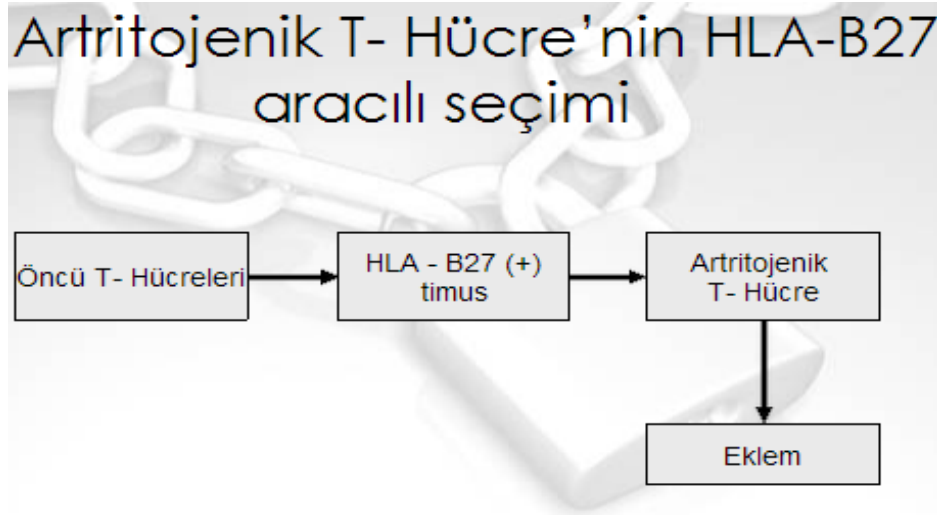 Artritojenik T- Hücre’nin HLA-B27
aracılı seçimi
Öncü T- Hücreleri
HLA - B27 (+)
timus
Artritojenik
T- Hücre
Eklem